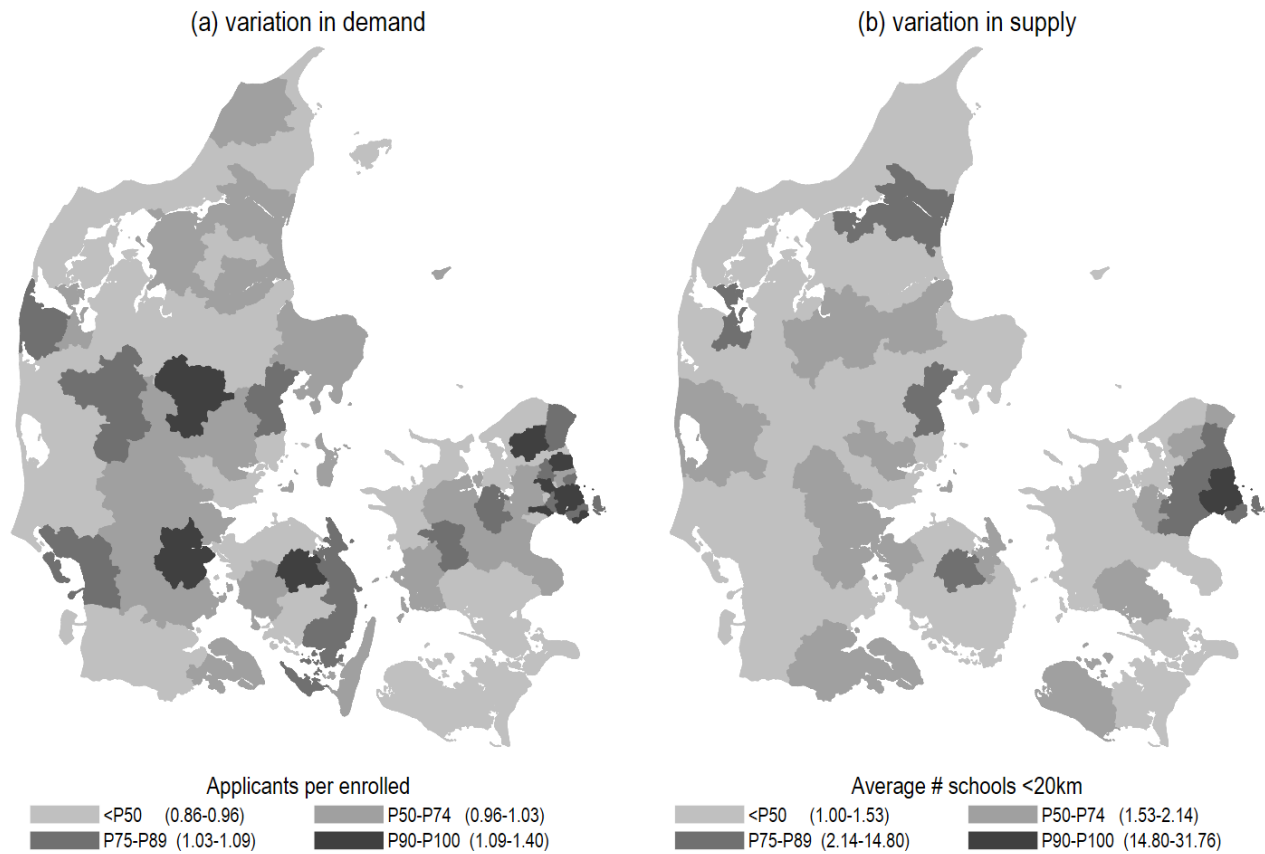 (a) variation in demand
(b) variation in supply
Applicants per enrolled
<P50 (0.86-0.96)
P50-P74 (0.96-1.03)
P75-P89 (1.03-1.09)
P90-P100 (1.09-1.40)
Average # schools <20km
<P50 (1.00-1.53)
P50-P74 (1.53-2.14)
P75-P89 (2.14-14.80)
P90-P100 (14.80-31.76)